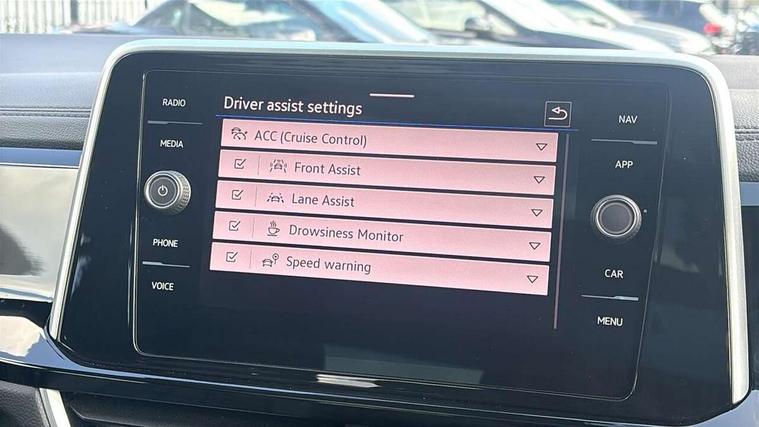 Driver assist settings
ACC (Cruise Control)
Front Assist
Lane Assist
Drowsiness Monitor
Speed warning
RADIO
MEDIA
PHONE
VOICE
NAV
APP
CAR
MENU